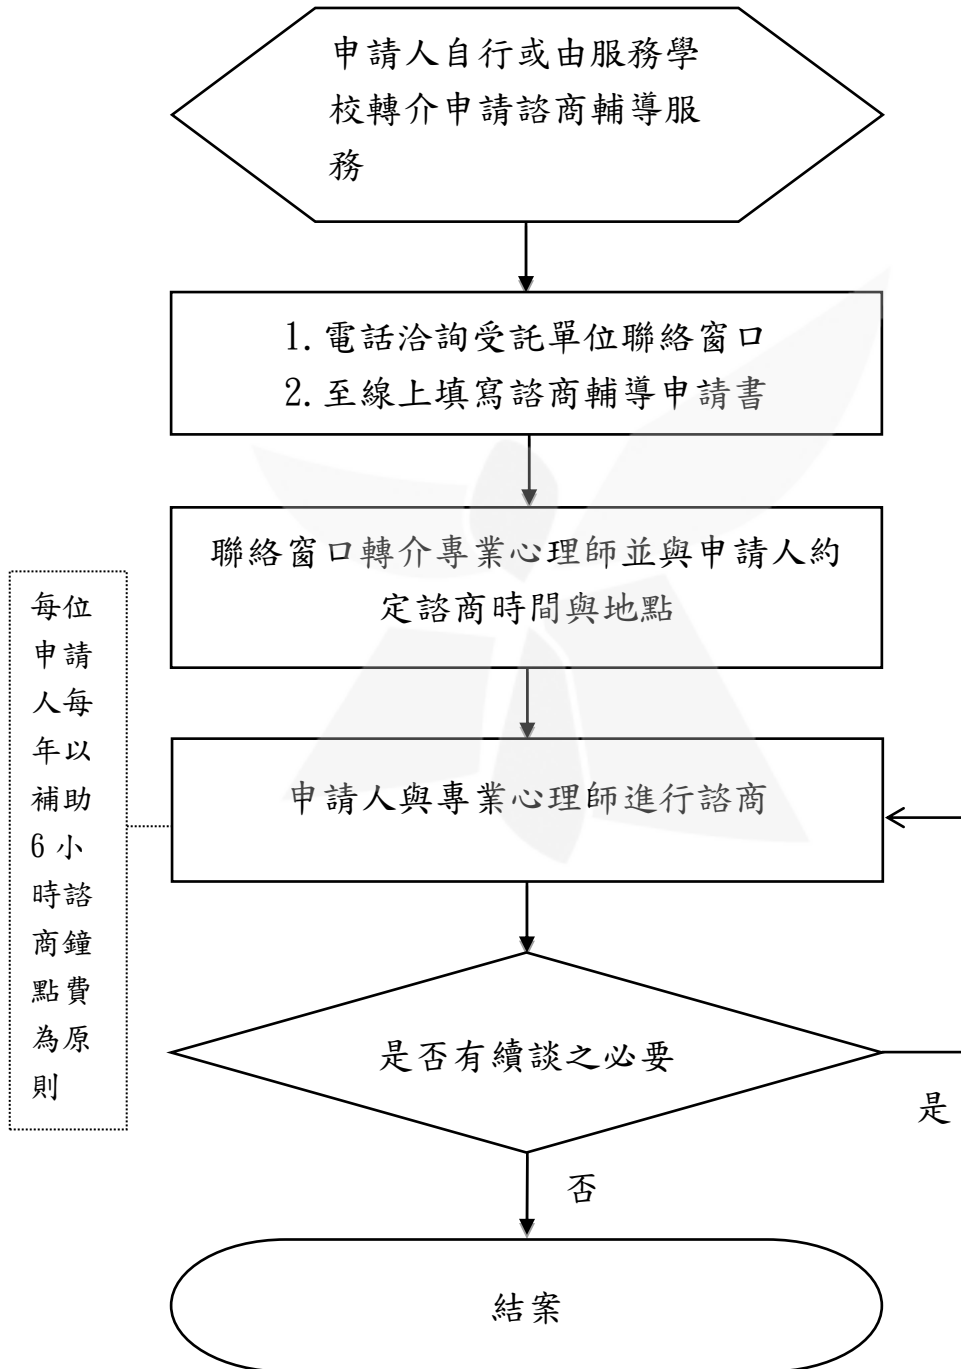 申請人自行或由服務學
校轉介申請諮商輔導服
務
1. 電話洽詢受託單位聯絡窗口
2. 至線上填寫諮商輔導申請書
聯絡窗口轉介專業心理師並與申請人約
定諮商時間與地點
每位
申請
人每
年以
補助
6 小
時諮
商鐘
點費
為原
則
申請人與專業心理師進行諮商
是否有續談之必要
是
否
結案